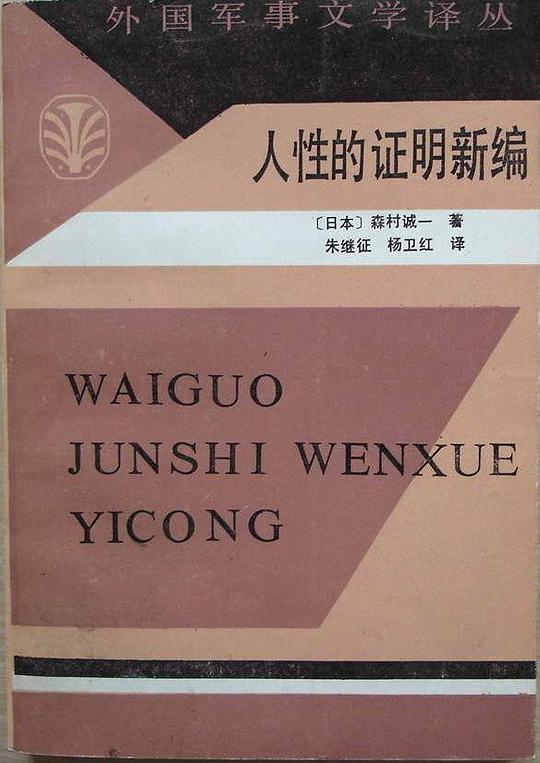 外国军事文学译丛
人性的证明新编
〔日本〕森村诚一 著
朱继征 杨卫红 译
WAIGUO
JUNSHI WENXUE
YICONG